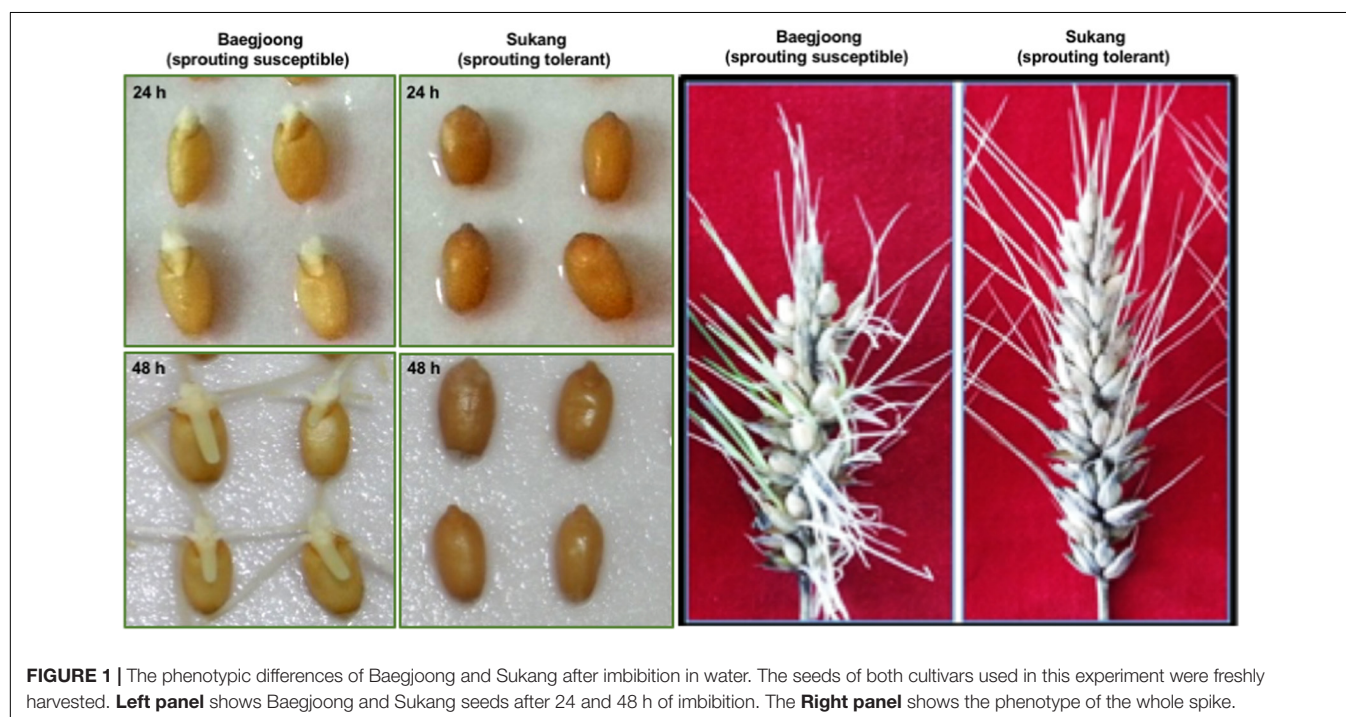 Baegjoong
(sprouting susceptible)
Sukang
(sprouting tolerant)
Baegjoong
(sprouting susceptible)
Sukang
(sprouting tolerant)
24 h
24 h
48 h
48 h
FIGURE 1 | The phenotypic differences of Baegjoong and Sukang after imbibition in water. The seeds of both cultivars used in this experiment were freshly
harvested. Left panel shows Baegjoong and Sukang seeds after 24 and 48 h of imbibition. The Right panel shows the phenotype of the whole spike.